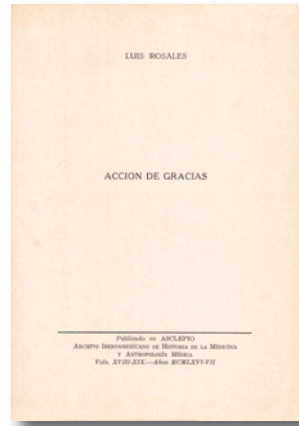 LUIS ROSALES
ACCION DE GRACIAS
Publicado en ASCLEPIO
Archivo Iberoamericano de Historia de la Medicina
y Antropología Médica
Vols. XVIII-XIX.—Años MCMLXVI-VII